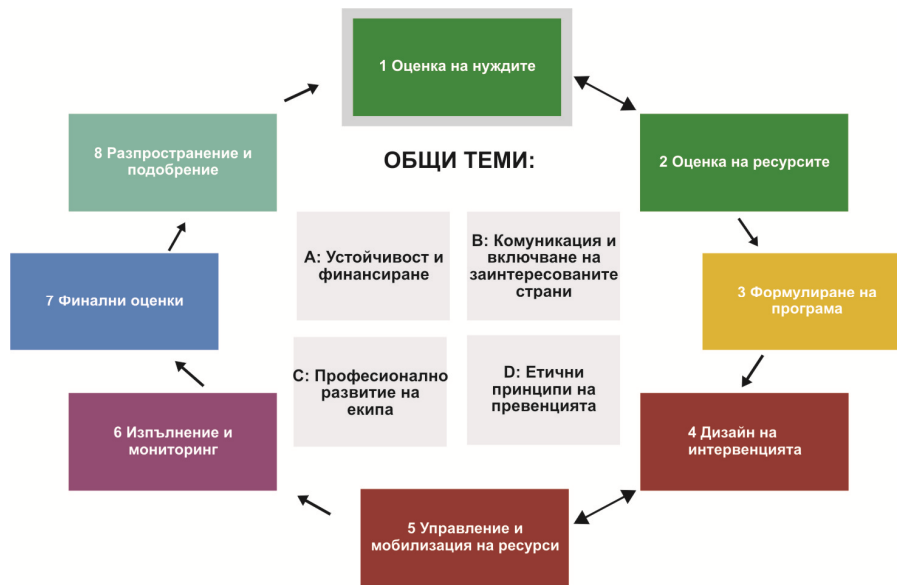 1 Оценка на нуждите
8 Разпространение и
подобрение
ОБЩИ ТЕМИ:
2 Оценка на ресурсите
A: Устойчивост и
финансиране
B: Комуникация и
включване на
заинтересованите
страни
7 Финални оценки
3 Формулиране на
програма
C: Професионално
развитие на
екипа
D: Етични
принципи на
превенцията
6 Изпълнение и
мониторинг
4 Дизайн на
интервенцията
5 Управление и
мобилизация на ресурси